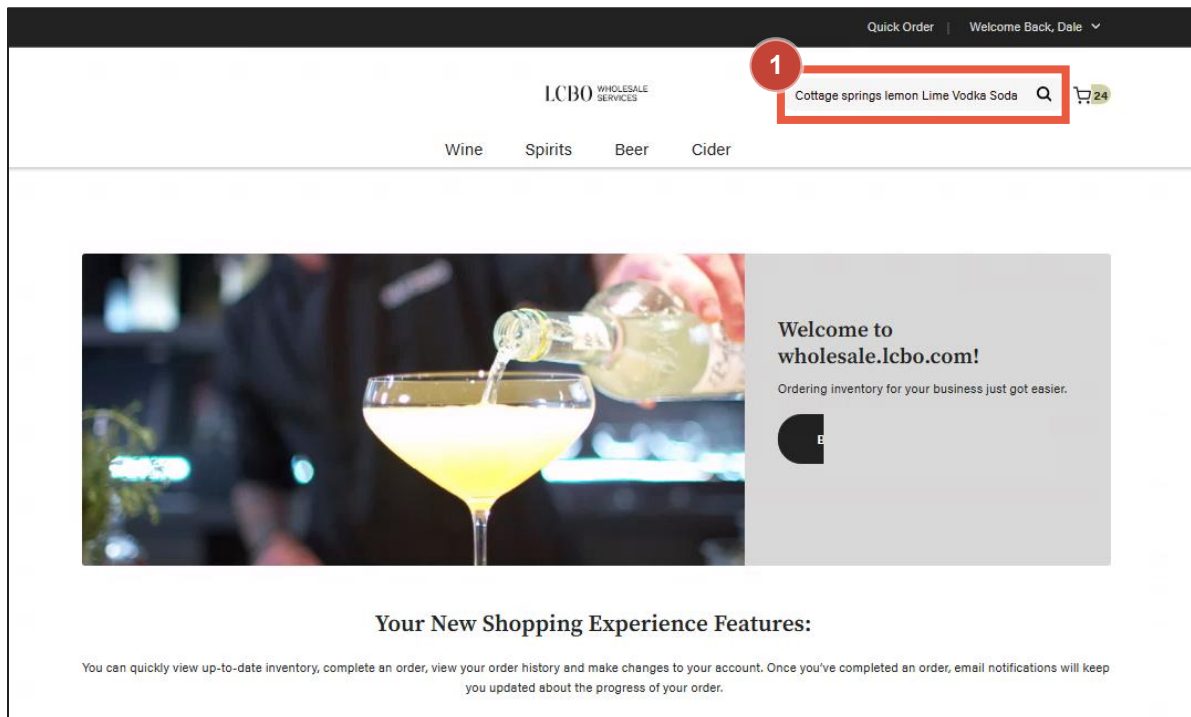 Quick Order | Welcome Back, Dale
1
LCBO WHOLESALE SERVICES
Cottage springs lemon Lime Vodka Soda
24
Wine Spirits Beer Cider
Welcome to
wholesale.lcbo.com!
Ordering inventory for your business just got easier.
B
Your New Shopping Experience Features:
You can quickly view up-to-date inventory, complete an order, view your order history and make changes to your account. Once you’ve completed an order, email notifications will keep
you updated about the progress of your order.